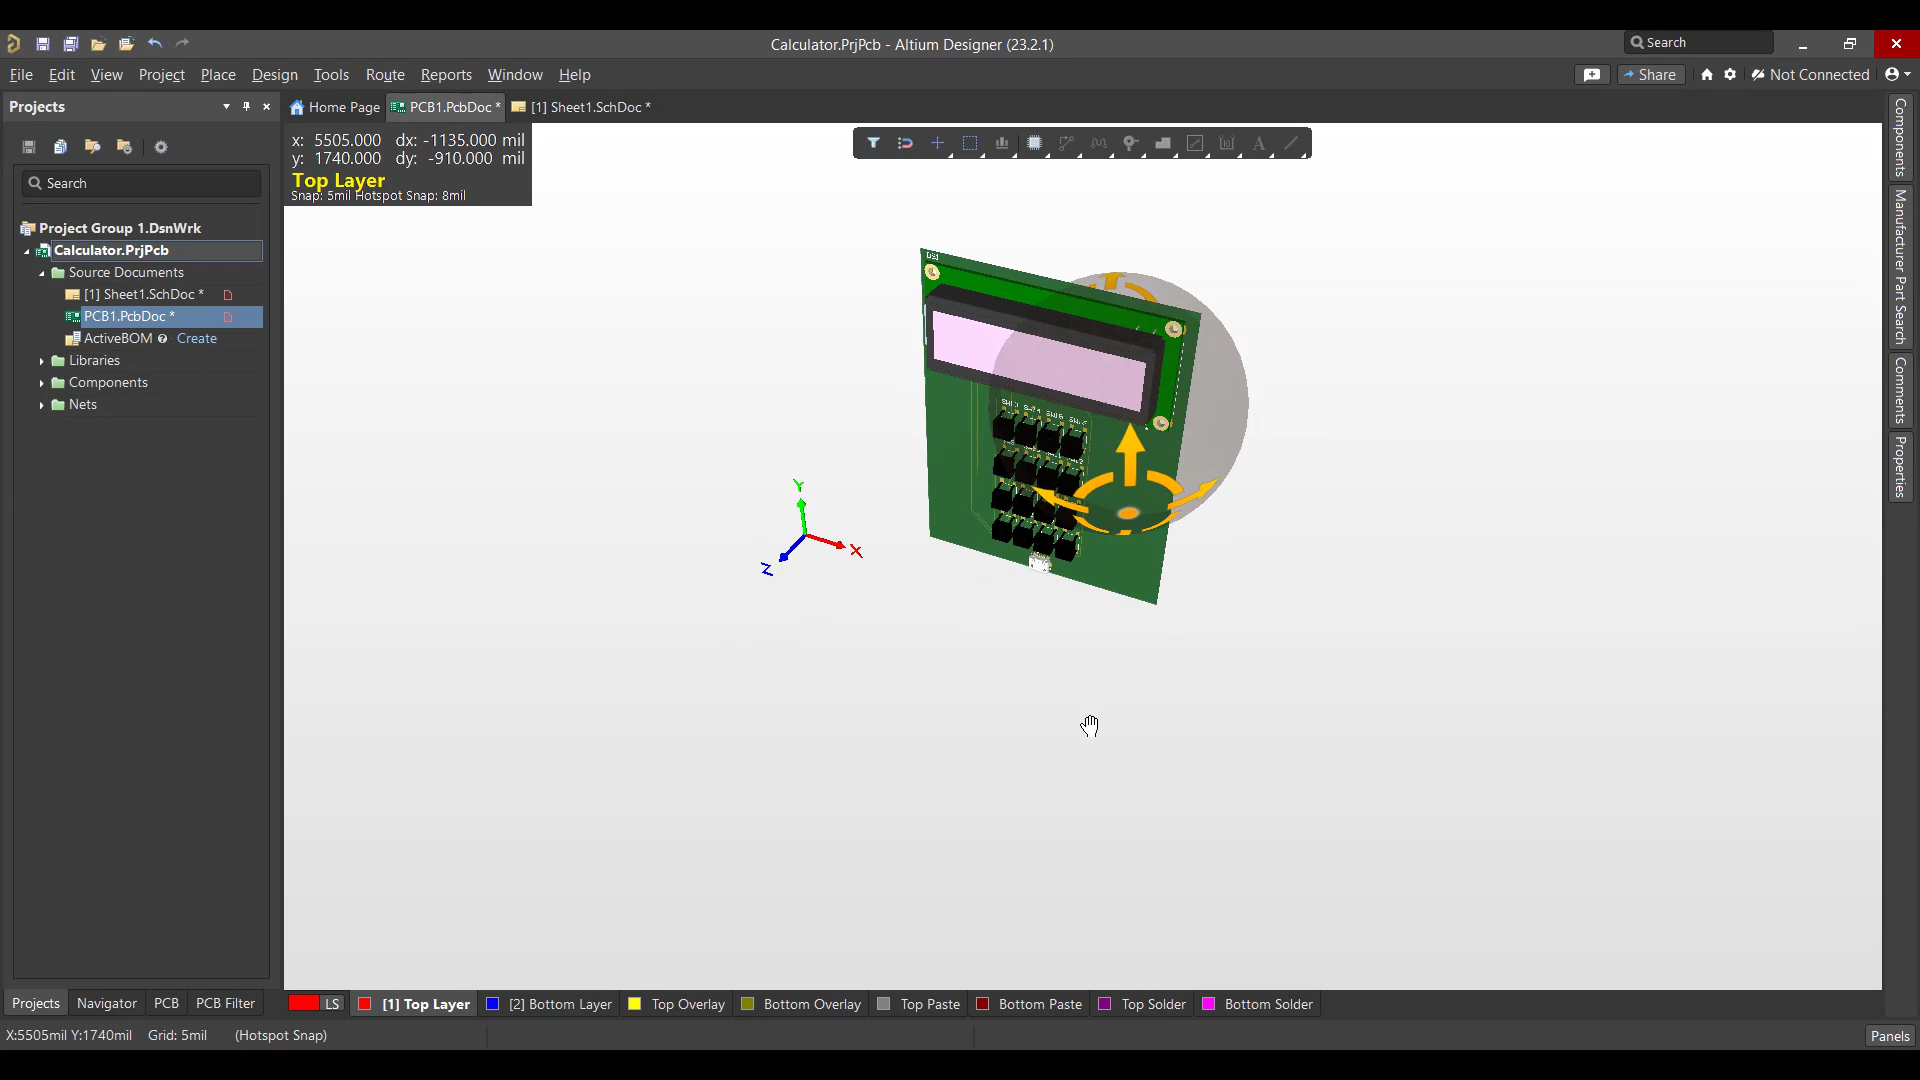 Calculator.PrjPcb - Altium Designer (23.2.1)
Search
File Edit View Project Place Design Tools Route Reports Window Help
Share
Not Connected
Projects
Home Page
PCB1.PcbDoc *
[1] Sheet1.SchDoc *
x: 5505.000 dx: -1135.000 mil
y: 1740.000 dy: -910.000 mil
Top Layer
Snap: 5mil Hotspot Snap: 8mil
Search
Project Group 1.DsnWrk
Calculator.PrjPcb
Source Documents
[1] Sheet1.SchDoc *
PCB1.PcbDoc *
ActiveBOM Create
Libraries
Components
Nets
DS1
Y
X
Z
Components
Manufacturer Part Search
Comments
Properties
Projects Navigator PCB PCB Filter
LS
[1] Top Layer
[2] Bottom Layer
Top Overlay
Bottom Overlay
Top Paste
Bottom Paste
Top Solder
Bottom Solder
X:5505mil Y:1740mil Grid: 5mil (Hotspot Snap)
Panels